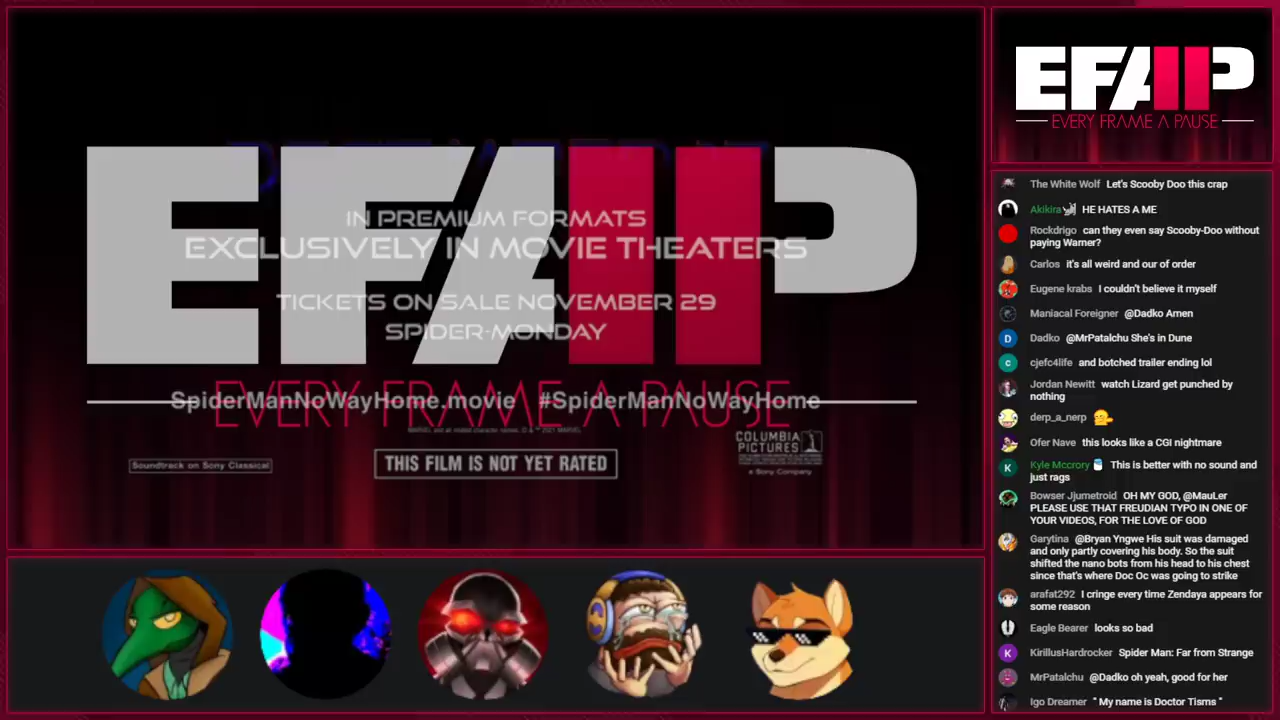 EFAP
IN PREMIUM FORMATS
EXCLUSIVELY IN MOVIE THEATERS
TICKETS ON SALE NOVEMBER 29
SPIDER-MONDAY
EVERY FRAME A PAUSE
SpiderManNoWayHome.movie #SpiderManNoWayHome
Soundtrack on Sony Classical
THIS FILM IS NOT YET RATED
COLUMBIA
PICTURES
a Sony Company
EFAP
EVERY FRAME A PAUSE
The White Wolf Let's Scooby Doo this crap
Akikira HE HATES A ME
Rockdrigo can they even say Scooby-Doo without
paying Warner?
Carlos it's all weird and our of order
Eugene krabs I couldn't believe it myself
Maniacal Foreigner @Dadko Amen
D Dadko @MrPatalchu She's in Dune
c cjefc4life and botched trailer ending lol
Jordan Newitt watch Lizard get punched by
nothing
derp_a_nerp
Ofer Nave this looks like a CGI nightmare
K Kyle Mccrory This is better with no sound and
just rags
Bowser Jjumetroid OH MY GOD, @MauLer
PLEASE USE THAT FREUDIAN TYPO IN ONE OF
YOUR VIDEOS, FOR THE LOVE OF GOD
Garytina @Bryan Yngwe His suit was damaged
and only partly covering his body. So the suit
shifted the nano bots from his head to his chest
since that's where Doc Oc was going to strike
arafat292 I cringe every time Zendaya appears for
some reason
Eagle Bearer looks so bad
K KirillusHardrocker Spider Man: Far from Strange
MrPatalchu @Dadko oh yeah, good for her
Igo Dreamer " My name is Doctor Tisms "